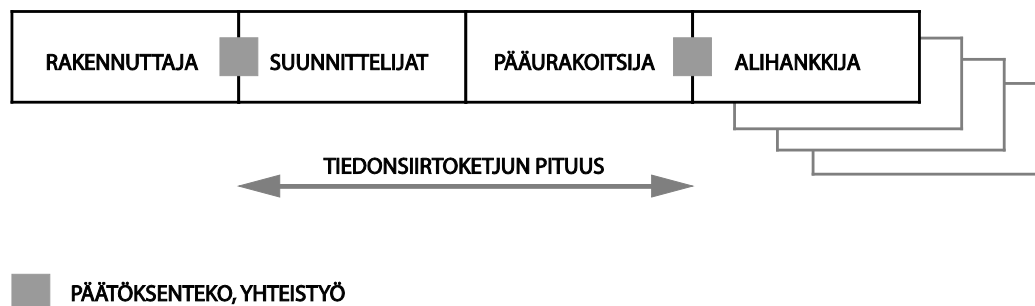 RAKENNUTTAJA SUUNNITTELIJAT PÄÄURAKOITSIJA ALIHANKKIJA
TIEDONSIIRTOKETJUN PITUUS
PÄÄTÖKSENTEKO, YHTEISTYÖ